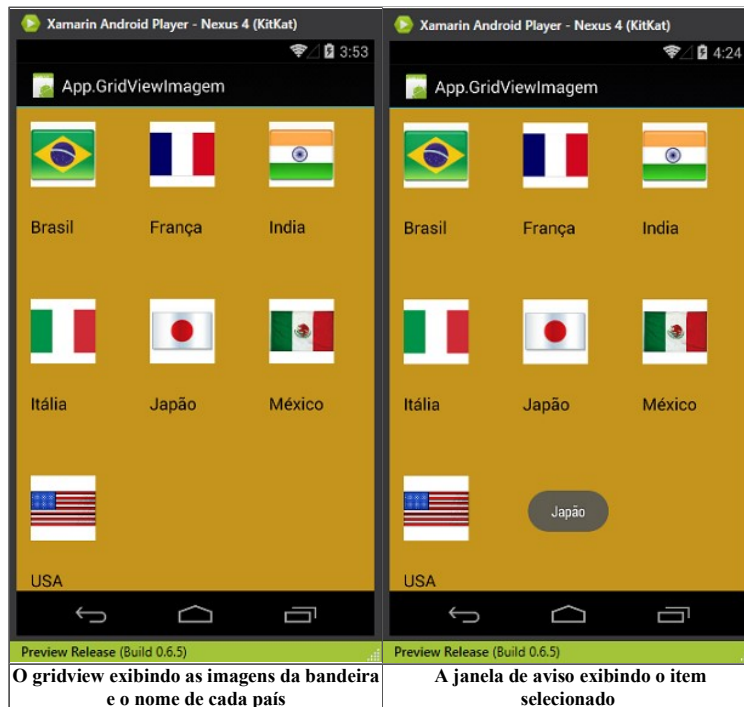 Xamarin Android Player - Nexus 4 (KitKat)
3:53
App.GridViewImagem
Brasil França India
Itália Japão México
USA
Preview Release (Build 0.6.5)
O gridview exibindo as imagens da bandeira
e o nome de cada país
Xamarin Android Player - Nexus 4 (KitKat)
4:24
App.GridViewImagem
Brasil França India
Itália Japão México
Japão
USA
Preview Release (Build 0.6.5)
A janela de aviso exibindo o item
selecionado